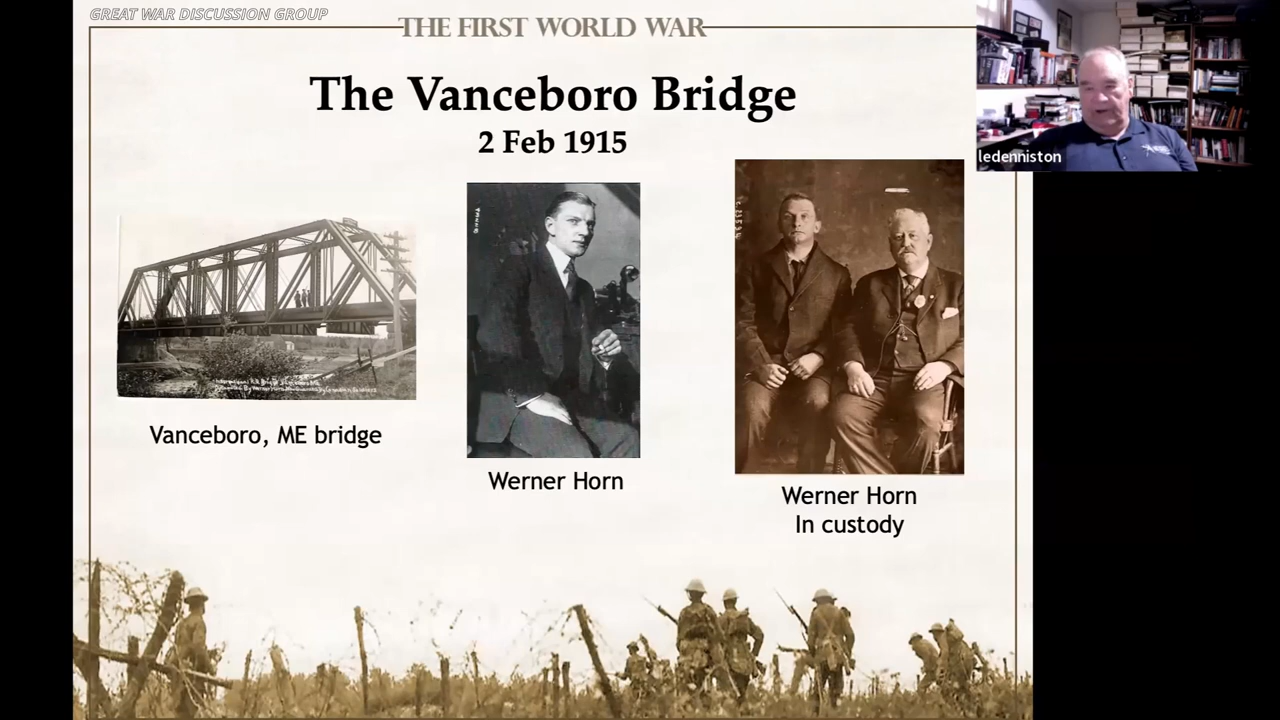 GREAT WAR DISCUSSION GROUP
THE FIRST WORLD WAR
The Vanceboro Bridge
2 Feb 1915
ledenniston
Vanceboro, ME bridge
Werner Horn
Werner Horn
In custody